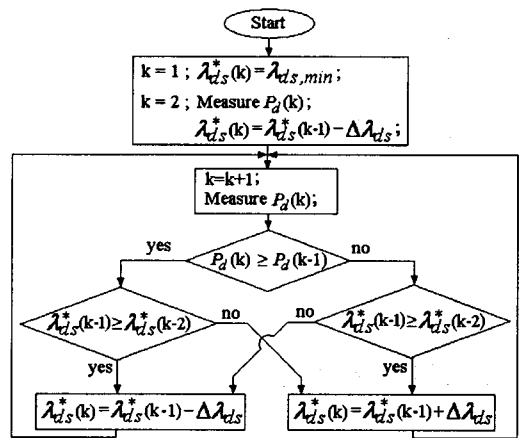 Start
k = 1 ; λ*ds(k)=λds,min;
k = 2 ; Measure Pd(k);
λ*ds(k)=λ*ds(k-1)−Δλds;
k=k+1;
Measure Pd(k);
yes
Pd(k) ≥ Pd(k-1)
no
λ*ds(k-1)≥λ*ds(k-2)
no
no
λ*ds(k-1)≥λ*ds(k-2)
yes
yes
λ*ds(k)=λ*ds(k-1)−Δλds
λ*ds(k)=λ*ds(k-1)+Δλds